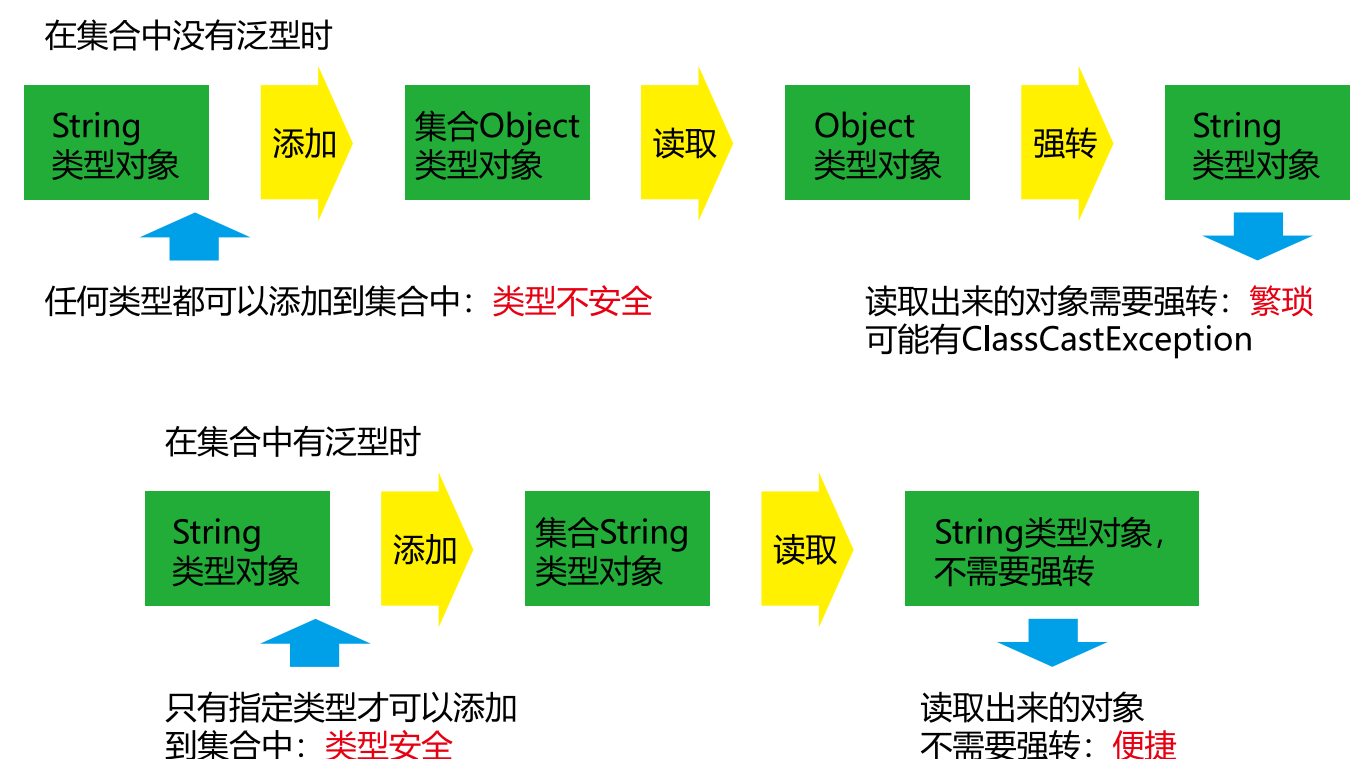 在集合中没有泛型时
String
类型对象
添加
集合Object
类型对象
读取
Object
类型对象
强转
String
类型对象
任何类型都可以添加到集合中：类型不安全
读取出来的对象需要强转：繁琐
可能有ClassCastException
在集合中有泛型时
String
类型对象
添加
集合String
类型对象
读取
String类型对象，
不需要强转
只有指定类型才可以添加
到集合中：类型安全
读取出来的对象
不需要强转：便捷